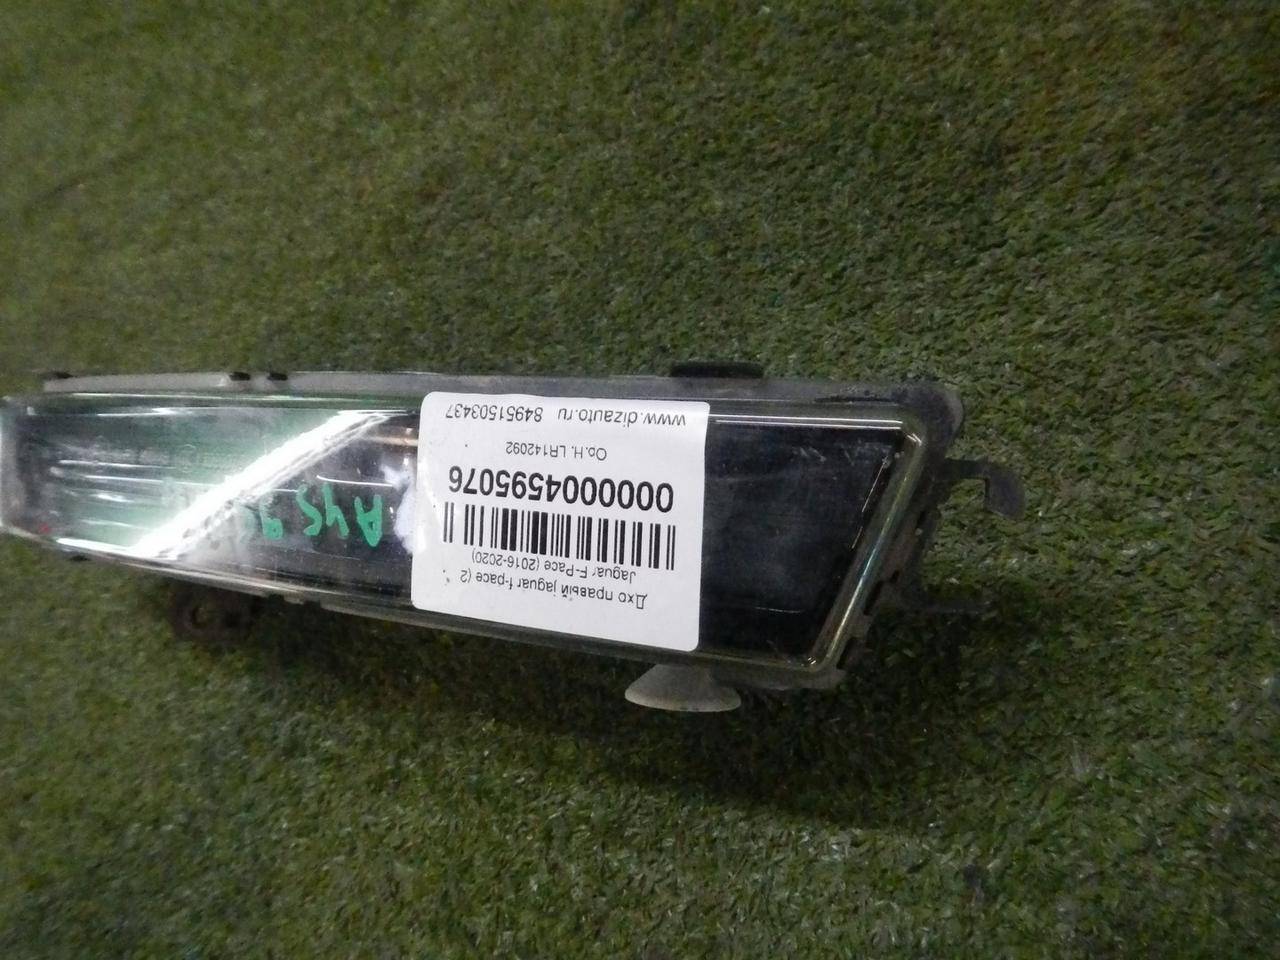 Дхо правый jaguar f-pace (2
Jaguar F-Pace (2016-2020)
0000004595076
Ор.Н. LR142092
www.dizauto.ru 84951503437